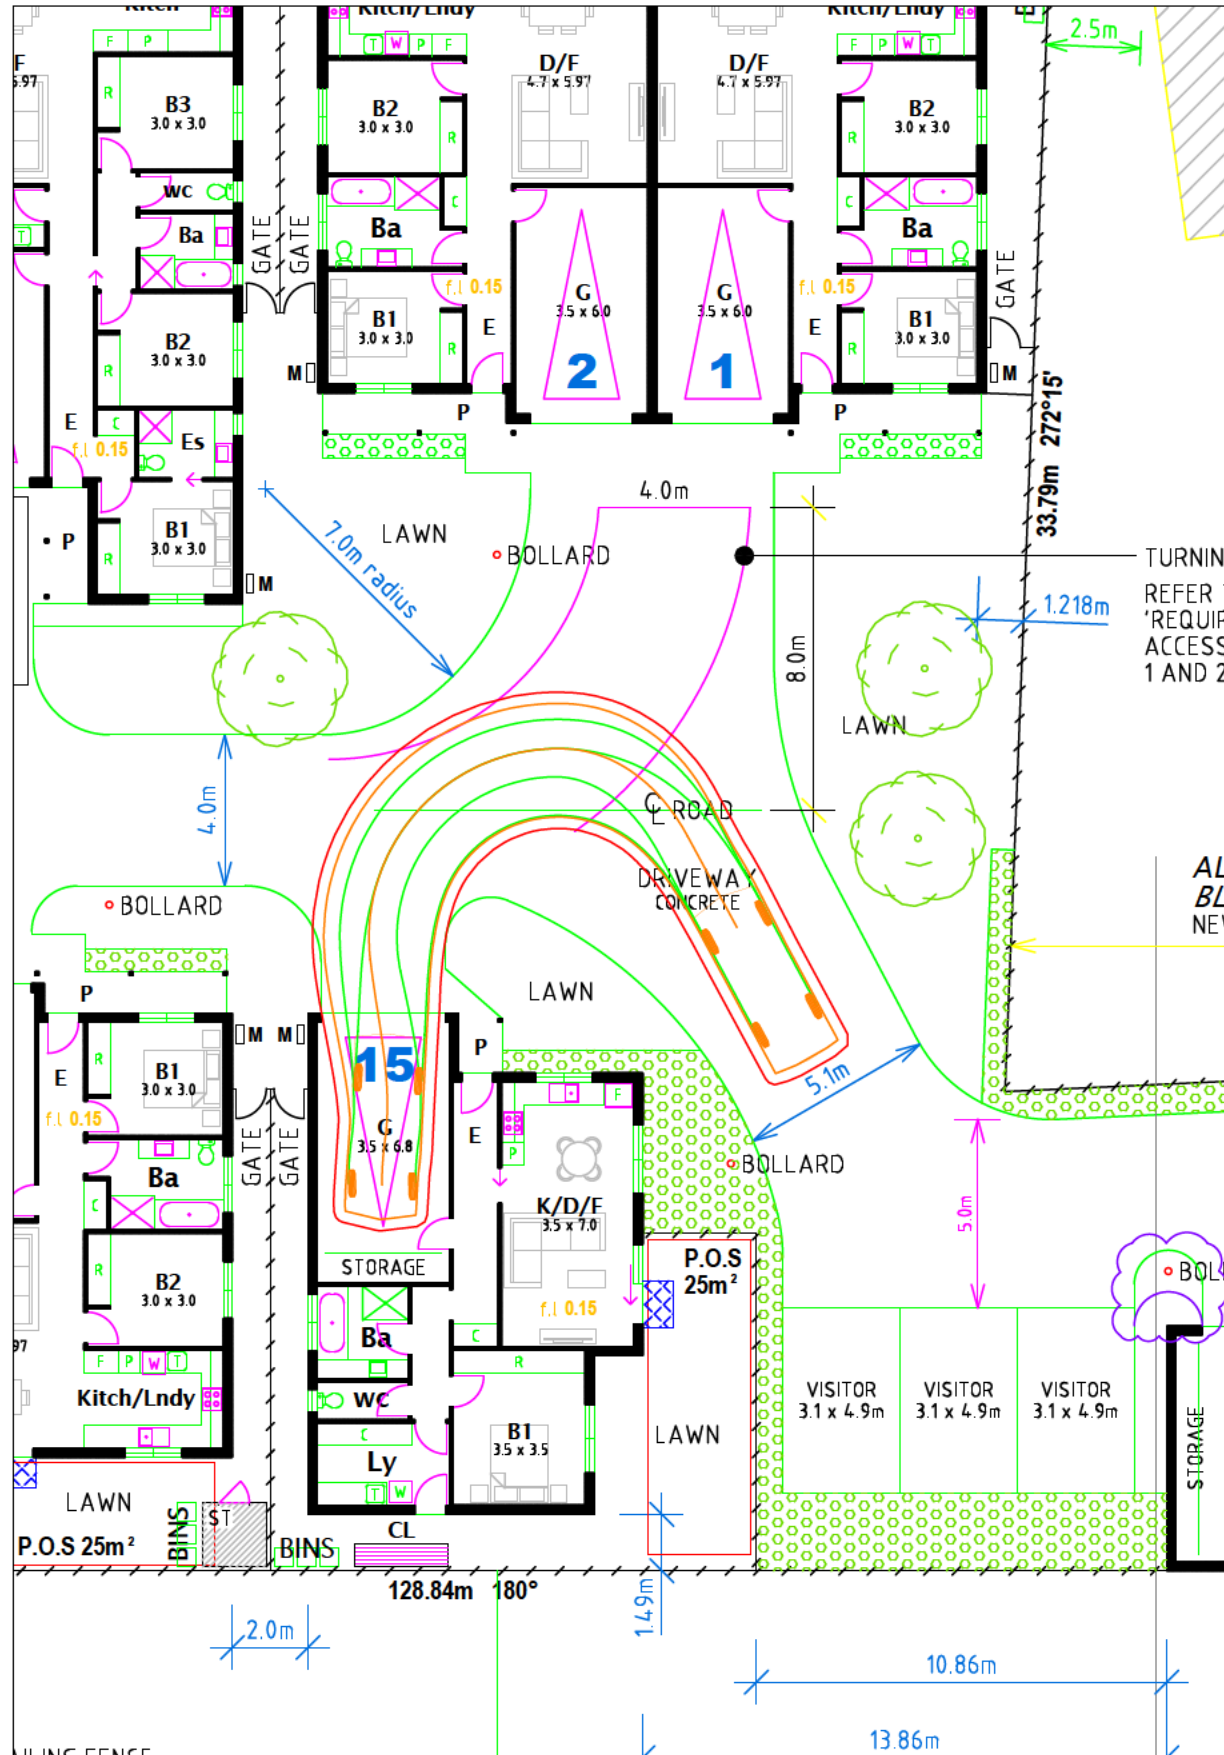 Kitch/Lndy
Kitch/Lndy
2.5m
F P
T W P F
F P W T
F
5.97
D/F
4.7 x 5.97
D/F
4.7 x 5.97
R
B3
3.0 x 3.0
B2
3.0 x 3.0
R
B2
3.0 x 3.0
R
wc
Ba
T
GATE
GATE
Ba
C
C
Ba
GATE
f.l 0.15
f.l 0.15
G
3.5 x 6.0
G
3.5 x 6.0
B2
3.0 x 3.0
R
B1
3.0 x 3.0
R
E
2
1
E
R
B1
3.0 x 3.0
M
M
P
P
E
C
Es
f.l 0.15
33.79m 272°15'
4.0m
P
B1
3.0 x 3.0
R
M
7.0m radius
LAWN
BOLLARD
TURNIN
REFER
'REQUIR
ACCESS
1 AND 2
1.218m
8.0m
LAWN
4.0m
CL ROAD
DRIVEWAY
CONCRETE
AL
BL
NEW
BOLLARD
LAWN
P
M M
P
E
R
B1
3.0 x 3.0
f.l 0.15
15
G
3.5 x 6.8
E
F
P
5.1m
BOLLARD
GATE
GATE
Ba
C
K/D/F
3.5 x 7.0
5.0m
R
B2
3.0 x 3.0
STORAGE
P.O.S
25m²
BOL
f.l 0.15
97
F P W T
Kitch/Lndy
Ba
C
R
wc
VISITOR
3.1 x 4.9m
VISITOR
3.1 x 4.9m
VISITOR
3.1 x 4.9m
C
B1
3.5 x 3.5
Ly
T W
LAWN
STORAGE
LAWN
ST
BINS
P.O.S 25m²
BINS
CL
128.84m 180°
1.49m
2.0m
10.86m
13.86m